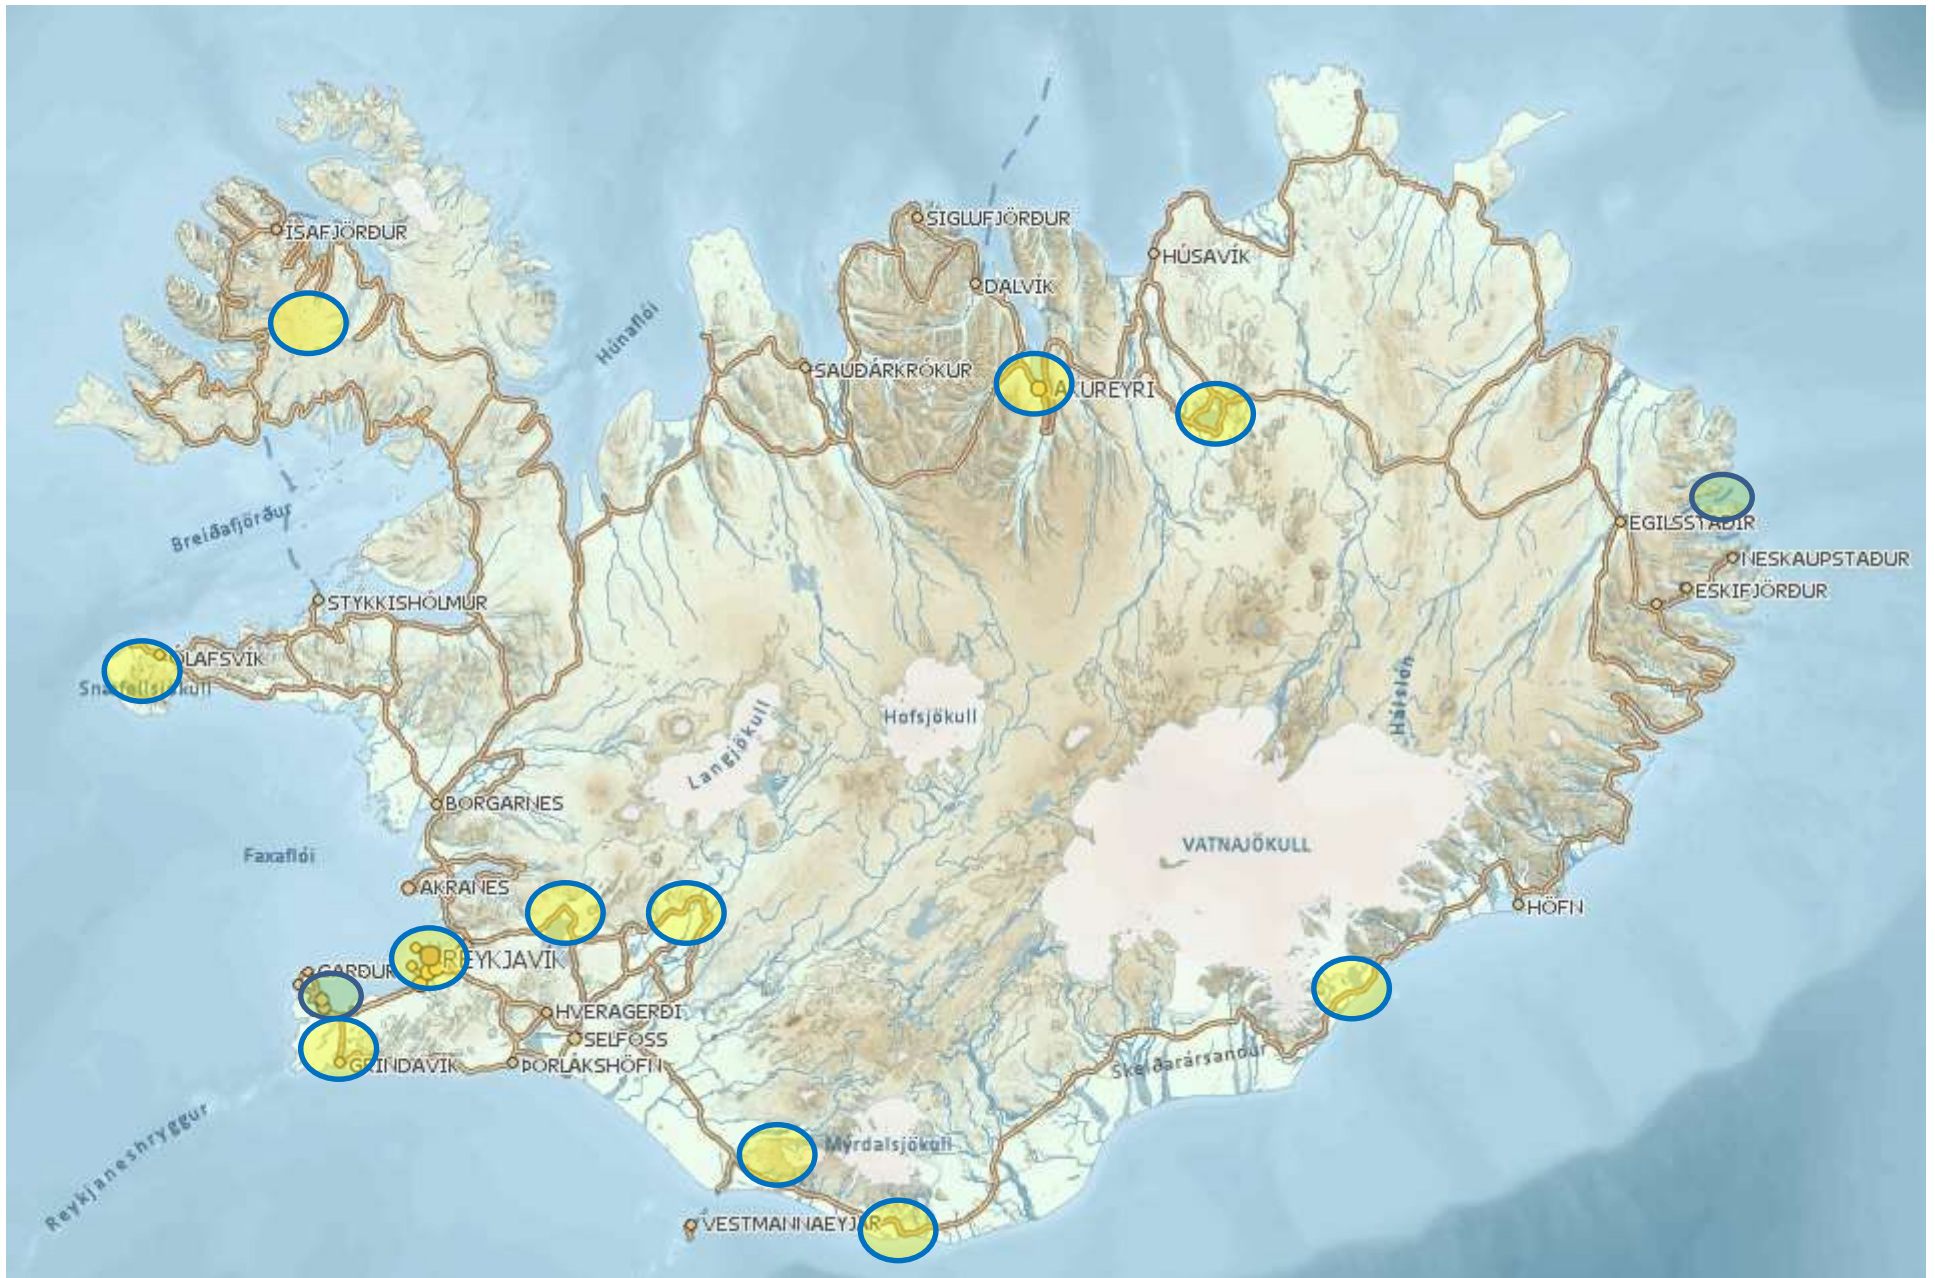 SIGLUFJÖRÐUR
ÍSAFJÖRÐUR
HÚSAVÍK
DALVÍK
Húnaflói
SAUÐÁRKRÓKUR
AKUREYRI
Breiðafjörður
EGILSSTAÐIR
NESKAUPSTAÐUR
ESKIFJÖRÐUR
STYKKISHÓLMUR
ÓLAFSVÍK
Snæfellsjökull
Hálslón
Hofsjökull
Langjökull
BORGARNES
VATNAJÖKULL
Faxaflói
AKRANES
HÖFN
REYKJAVÍK
GARÐUR
HVERAGERÐI
SELFOSS
GRINDAVÍK
ÞORLÁKSHÖFN
Skeiðarársandur
Mýrdalsjökull
Reykjaneshryggur
VESTMANNAEYJAR